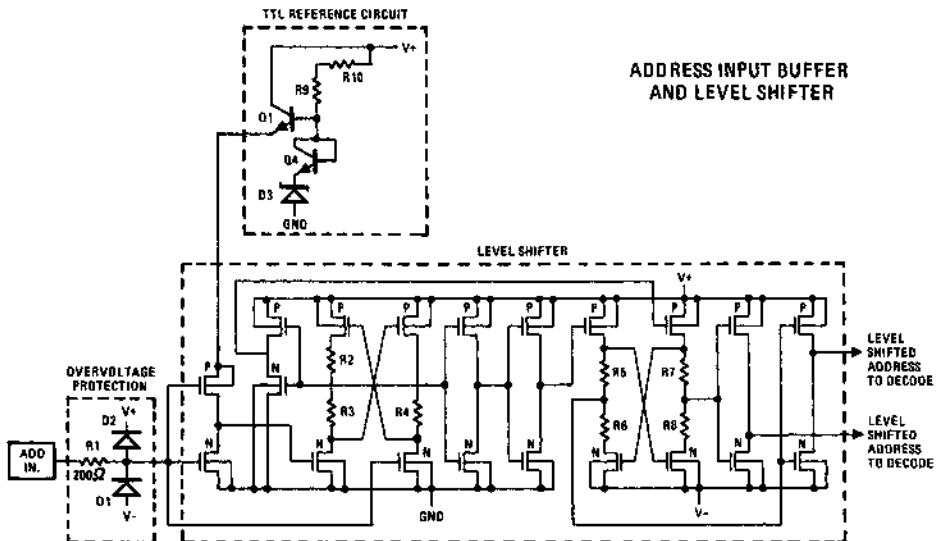 TTL REFERENCE CIRCUIT
V+
R10
R9
Q1
Q4
D3
GND
ADDRESS INPUT BUFFER
AND LEVEL SHIFTER
LEVEL SHIFTER
V+
P
P
P
P
P
P
P
P
P
P
R2
R3
R4
R5
R6
R7
R8
N
N
N
N
N
N
N
N
N
N
GND
V-
LEVEL
SHIFTED
ADDRESS
TO DECODE
LEVEL
SHIFTED
ADDRESS
TO DECODE
OVERVOLTAGE
PROTECTION
V+
D2
R1
200Ω
D1
V-
ADD
IN.